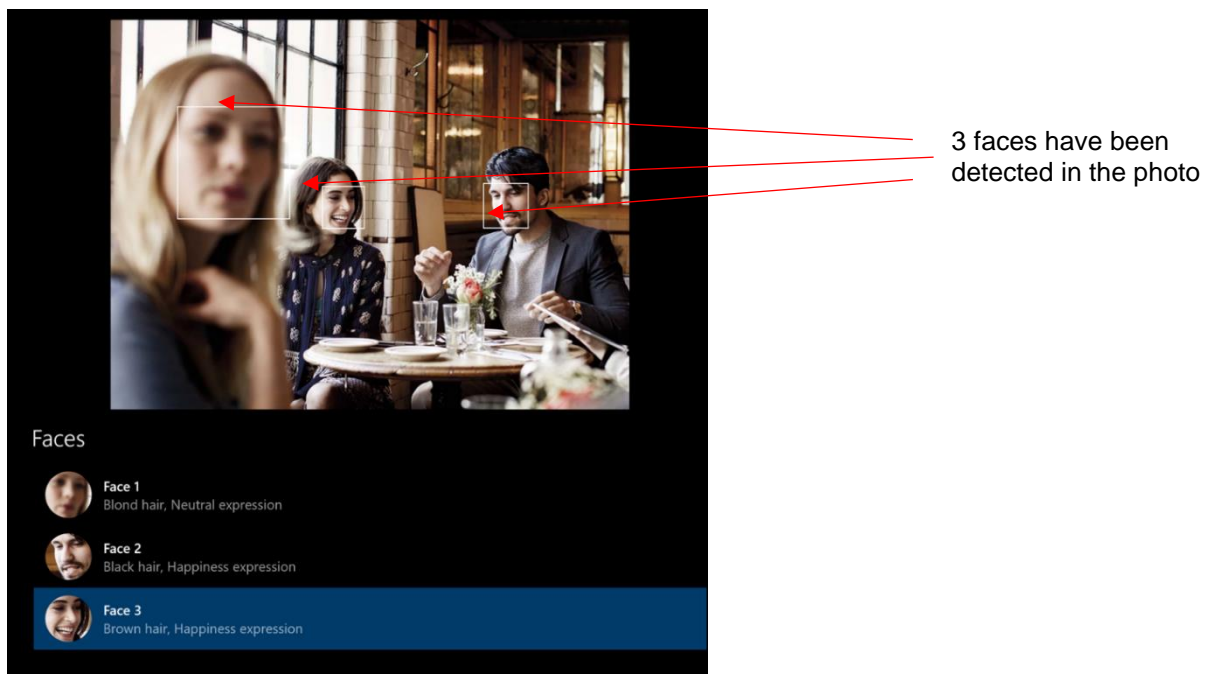 3 faces have been
detected in the photo
Faces
Face 1
Blond hair, Neutral expression
Face 2
Black hair, Happiness expression
Face 3
Brown hair, Happiness expression